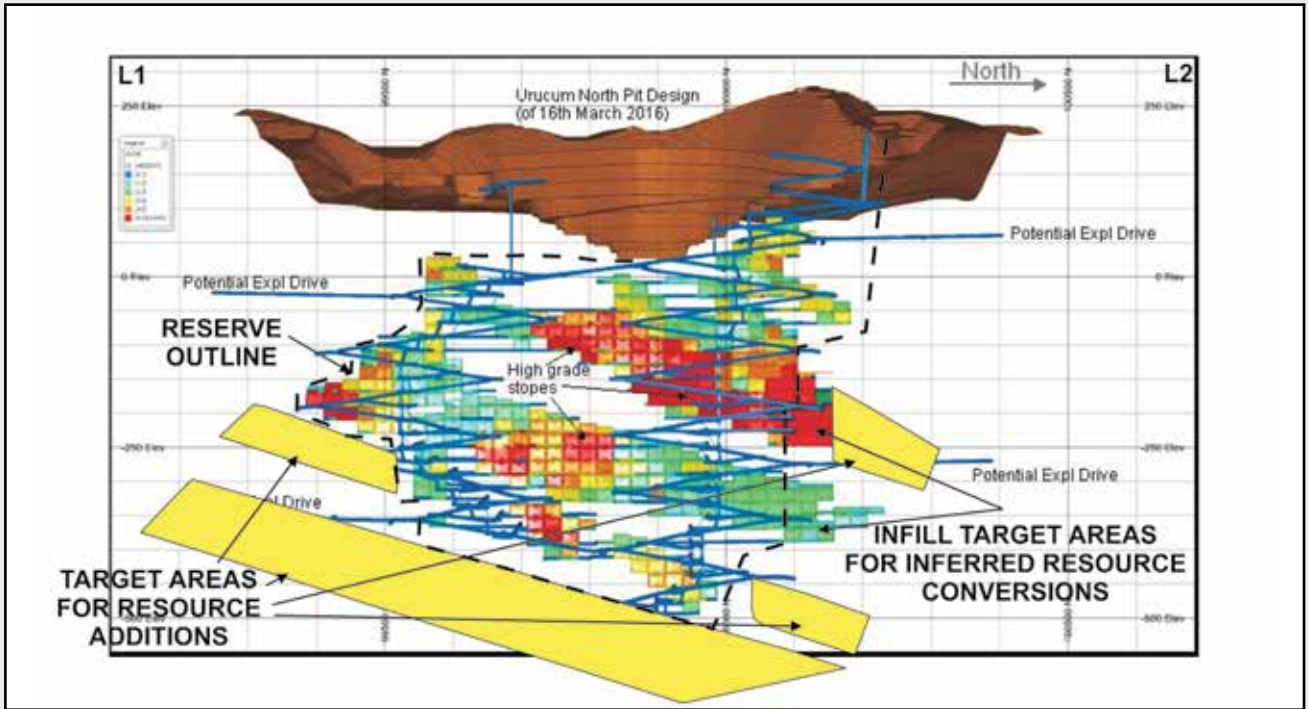 L1
L2
North
Urucum North Pit Design
(of 16th March 2016)
250 Elev
250 Elev
Potential Expl Drive
0 Elev
0 Elev
Potential Expl Drive
RESERVE
OUTLINE
High grade
stopes
-250 Elev
-250 Elev
Potential Expl Drive
Drive
INFILL TARGET AREAS
FOR INFERRED RESOURCE
CONVERSIONS
TARGET AREAS
FOR RESOURCE
ADDITIONS
-500 Elev